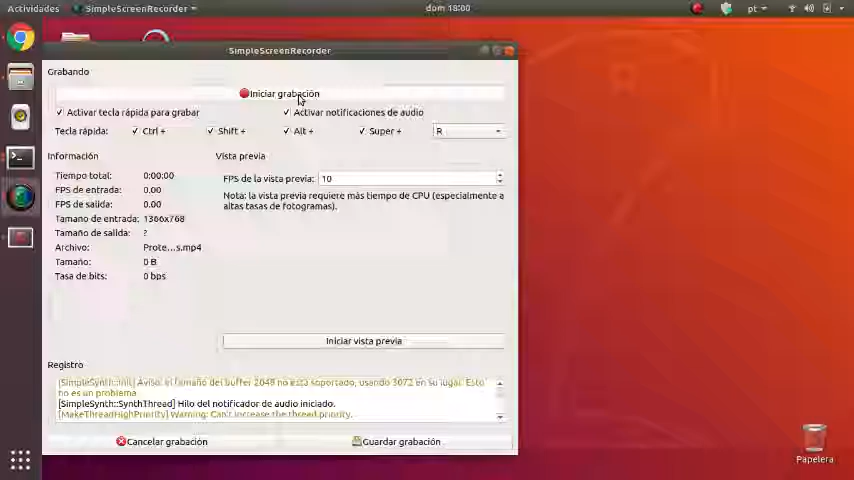 Actividades SimpleScreenRecorder dom 18:00 pt
SimpleScreenRecorder
Grabando
Iniciar grabación
Activar tecla rápida para grabar Activar notificaciones de audio
Tecla rápida: Ctrl + Shift + Alt + Super + R
Información Vista previa
Tiempo total: 0:00:00
FPS de la vista previa: 10
FPS de entrada: 0.00
Nota: la vista previa requiere más tiempo de CPU (especialmente a
altas tasas de fotogramas).
FPS de salida: 0.00
Tamano de entrada: 1366x768
Tamaño de salida: ?
Archivo: Prote...s.mp4
Tamaño: 0 B
Tasa de bits: 0 bps
Iniciar vista previa
Registro
[SimpleSynth::Init] Aviso: el tamaño del buffer 2048 no está soportado, usando 3072 en su lugar. Esto
no es un problema
[SimpleSynth::SynthThread] Hilo del notificador de audio iniciado.
[MakeThreadHighPriority] Warning: Can't increase the thread priority.
Cancelar grabación Guardar grabación
Papelera